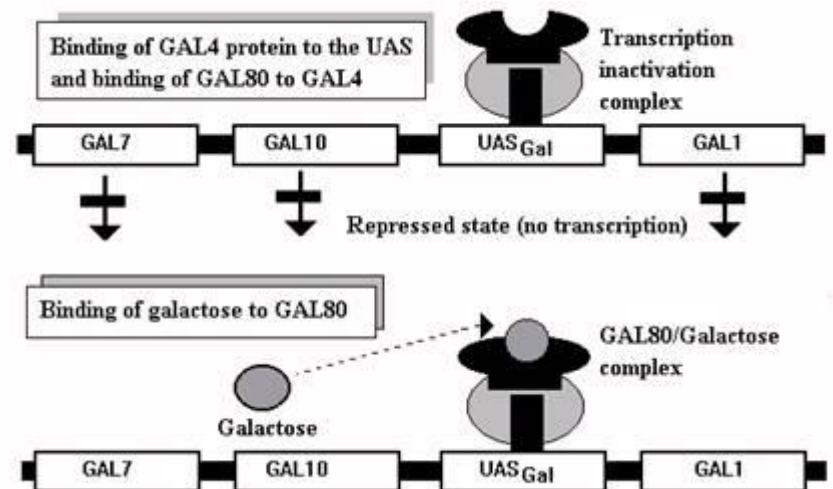 Binding of GAL4 protein to the UAS
and binding of GAL80 to GAL4
Transcription
inactivation
complex
GAL7
GAL10
UASGal
GAL1
Repressed state (no transcription)
Binding of galactose to GAL80
GAL80/Galactose
complex
Galactose
GAL7
GAL10
UASGal
GAL1